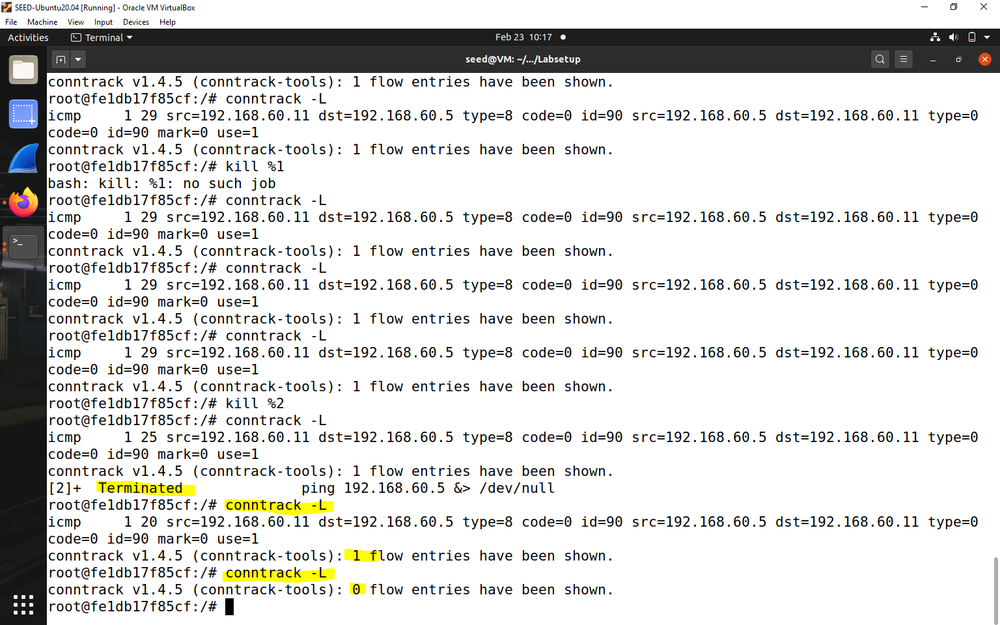 SEED-Ubuntu20.04 [Running] - Oracle VM VirtualBox
File Machine View Input Devices Help
Activities Terminal Feb 23 10:17
seed@VM: ~/.../Labsetup
conntrack v1.4.5 (conntrack-tools): 1 flow entries have been shown.
root@fe1db17f85cf:/# conntrack -L
icmp     1 29 src=192.168.60.11 dst=192.168.60.5 type=8 code=0 id=90 src=192.168.60.5 dst=192.168.60.11 type=0
code=0 id=90 mark=0 use=1
conntrack v1.4.5 (conntrack-tools): 1 flow entries have been shown.
root@fe1db17f85cf:/# kill %1
bash: kill: %1: no such job
root@fe1db17f85cf:/# conntrack -L
icmp     1 29 src=192.168.60.11 dst=192.168.60.5 type=8 code=0 id=90 src=192.168.60.5 dst=192.168.60.11 type=0
code=0 id=90 mark=0 use=1
conntrack v1.4.5 (conntrack-tools): 1 flow entries have been shown.
root@fe1db17f85cf:/# conntrack -L
icmp     1 29 src=192.168.60.11 dst=192.168.60.5 type=8 code=0 id=90 src=192.168.60.5 dst=192.168.60.11 type=0
code=0 id=90 mark=0 use=1
conntrack v1.4.5 (conntrack-tools): 1 flow entries have been shown.
root@fe1db17f85cf:/# conntrack -L
icmp     1 29 src=192.168.60.11 dst=192.168.60.5 type=8 code=0 id=90 src=192.168.60.5 dst=192.168.60.11 type=0
code=0 id=90 mark=0 use=1
conntrack v1.4.5 (conntrack-tools): 1 flow entries have been shown.
root@fe1db17f85cf:/# kill %2
root@fe1db17f85cf:/# conntrack -L
icmp     1 25 src=192.168.60.11 dst=192.168.60.5 type=8 code=0 id=90 src=192.168.60.5 dst=192.168.60.11 type=0
code=0 id=90 mark=0 use=1
conntrack v1.4.5 (conntrack-tools): 1 flow entries have been shown.
[2]+  Terminated              ping 192.168.60.5 &> /dev/null
root@fe1db17f85cf:/# conntrack -L
icmp     1 20 src=192.168.60.11 dst=192.168.60.5 type=8 code=0 id=90 src=192.168.60.5 dst=192.168.60.11 type=0
code=0 id=90 mark=0 use=1
conntrack v1.4.5 (conntrack-tools): 1 flow entries have been shown.
root@fe1db17f85cf:/# conntrack -L
conntrack v1.4.5 (conntrack-tools): 0 flow entries have been shown.
root@fe1db17f85cf:/#